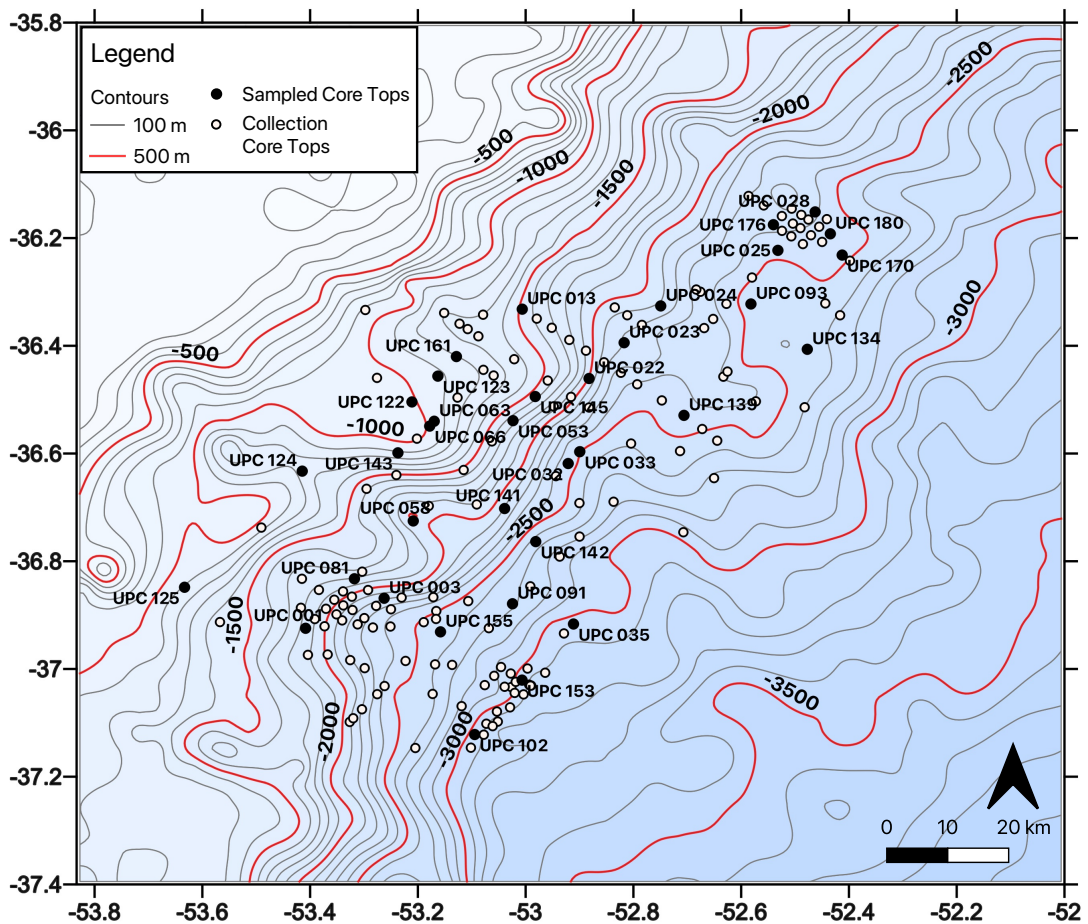 -35.8
-36
-36.2
-36.4
-36.6
-36.8
-37
-37.2
-37.4
Legend
Contours
100 m
500 m
Sampled Core Tops
Collection
Core Tops
-500
-1000
-1500
-2000
-2500
-500
-3000
-1000
-2500
-1500
-2000
-3000
-3500
UPC 028
UPC 176
UPC 180
UPC 025
UPC 170
UPC 013
UPC 024
UPC 093
UPC 023
UPC 134
UPC 161
UPC 022
UPC 123
UPC 122
UPC 145
UPC 139
UPC 063
UPC 053
UPC 066
UPC 143
UPC 124
UPC 033
UPC 032
UPC 141
UPC 058
UPC 142
UPC 081
UPC 003
UPC 091
UPC 125
UPC 001
UPC 155
UPC 035
UPC 153
UPC 102
0 10 20 km
-53.8 -53.6 -53.4 -53.2 -53 -52.8 -52.6 -52.4 -52.2 -52